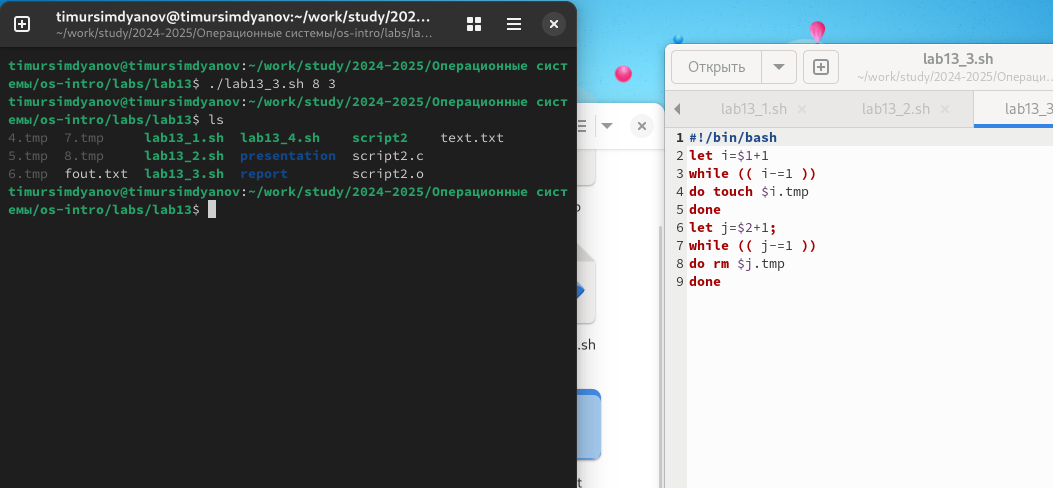 timursimdyanov@timursimdyanov:~/work/study/202…
~/work/study/2024-2025/Операционные системы/os-intro/labs/la…
timursimdyanov@timursimdyanov:~/work/study/2024-2025/Операционные сист
емы/os-intro/labs/lab13$ ./lab13_3.sh 8 3
timursimdyanov@timursimdyanov:~/work/study/2024-2025/Операционные сист
емы/os-intro/labs/lab13$ ls
4.tmp 7.tmp lab13_1.sh lab13_4.sh script2 text.txt
5.tmp 8.tmp lab13_2.sh presentation script2.c
6.tmp fout.txt lab13_3.sh report script2.o
timursimdyanov@timursimdyanov:~/work/study/2024-2025/Операционные сист
емы/os-intro/labs/lab13$
.sh
Открыть
lab13_3.sh
~/work/study/2024-2025/Операци…
lab13_1.sh lab13_2.sh lab13_3
1 #!/bin/bash
2 let i=$1+1
3 while (( i-=1 ))
4 do touch $i.tmp
5 done
6 let j=$2+1;
7 while (( j-=1 ))
8 do rm $j.tmp
9 done